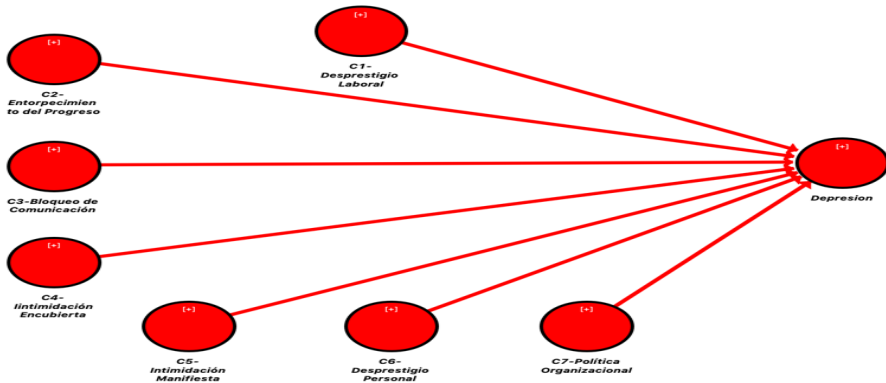 [+]
C1-
Desprestigio
Laboral
[+]
C2-
Entorpecimien
to del Progreso
[+]
C3-Bloqueo de
Comunicación
[+]
Depresion
[+]
C4-
Iintimidación
Encubierta
[+]
C5-
Intimidación
Manifiesta
[+]
C6-
Desprestigio
Personal
[+]
C7-Política
Organizacional